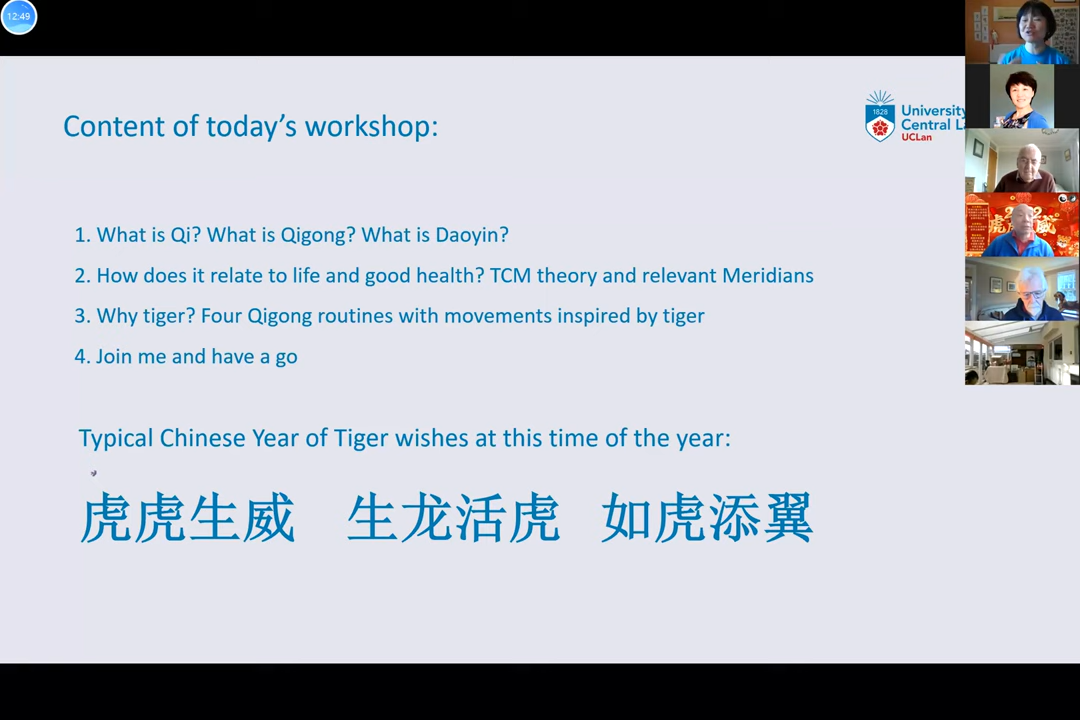 12:49
Content of today's workshop:
1828
University
Central La
UCLan
1. What is Qi? What is Qigong? What is Daoyin?
2. How does it relate to life and good health? TCM theory and relevant Meridians
3. Why tiger? Four Qigong routines with movements inspired by tiger
4. Join me and have a go
Typical Chinese Year of Tiger wishes at this time of the year:
虎虎生威 生龙活虎 如虎添翼